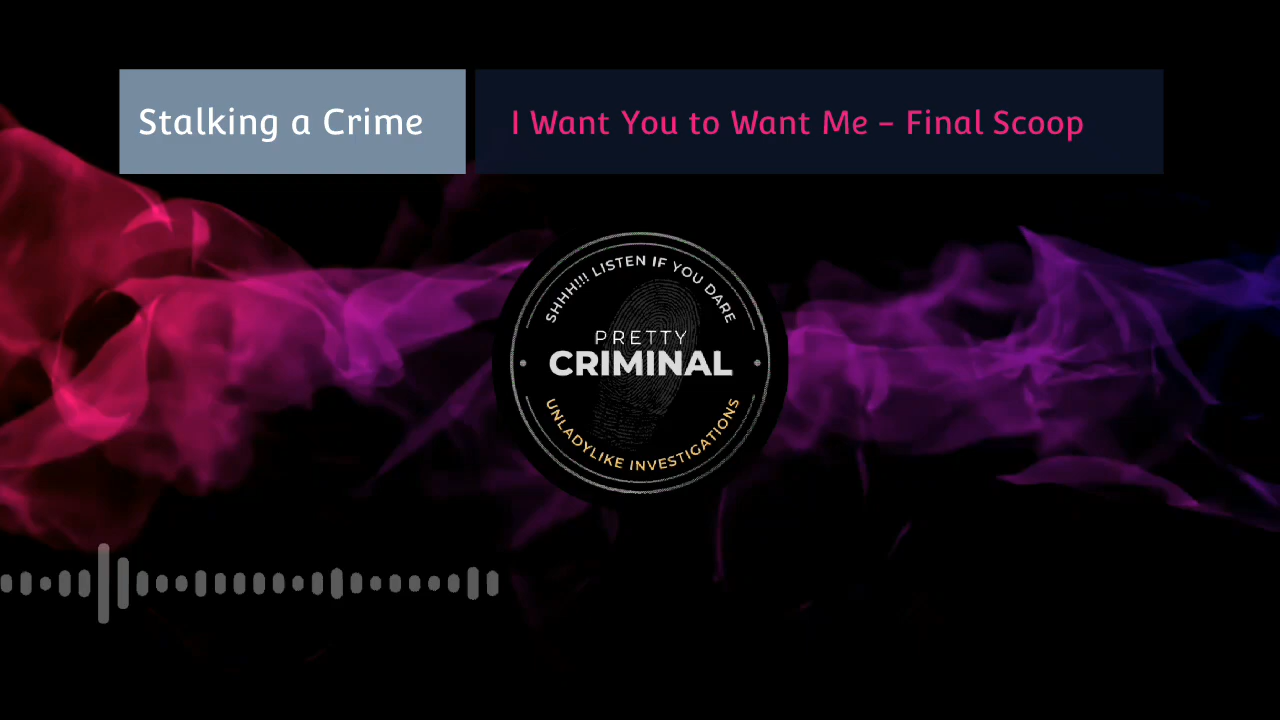 Stalking a Crime
I Want You to Want Me - Final Scoop
SHHH!!! LISTEN IF YOU DARE
PRETTY
CRIMINAL
UNLADYLIKE INVESTIGATIONS